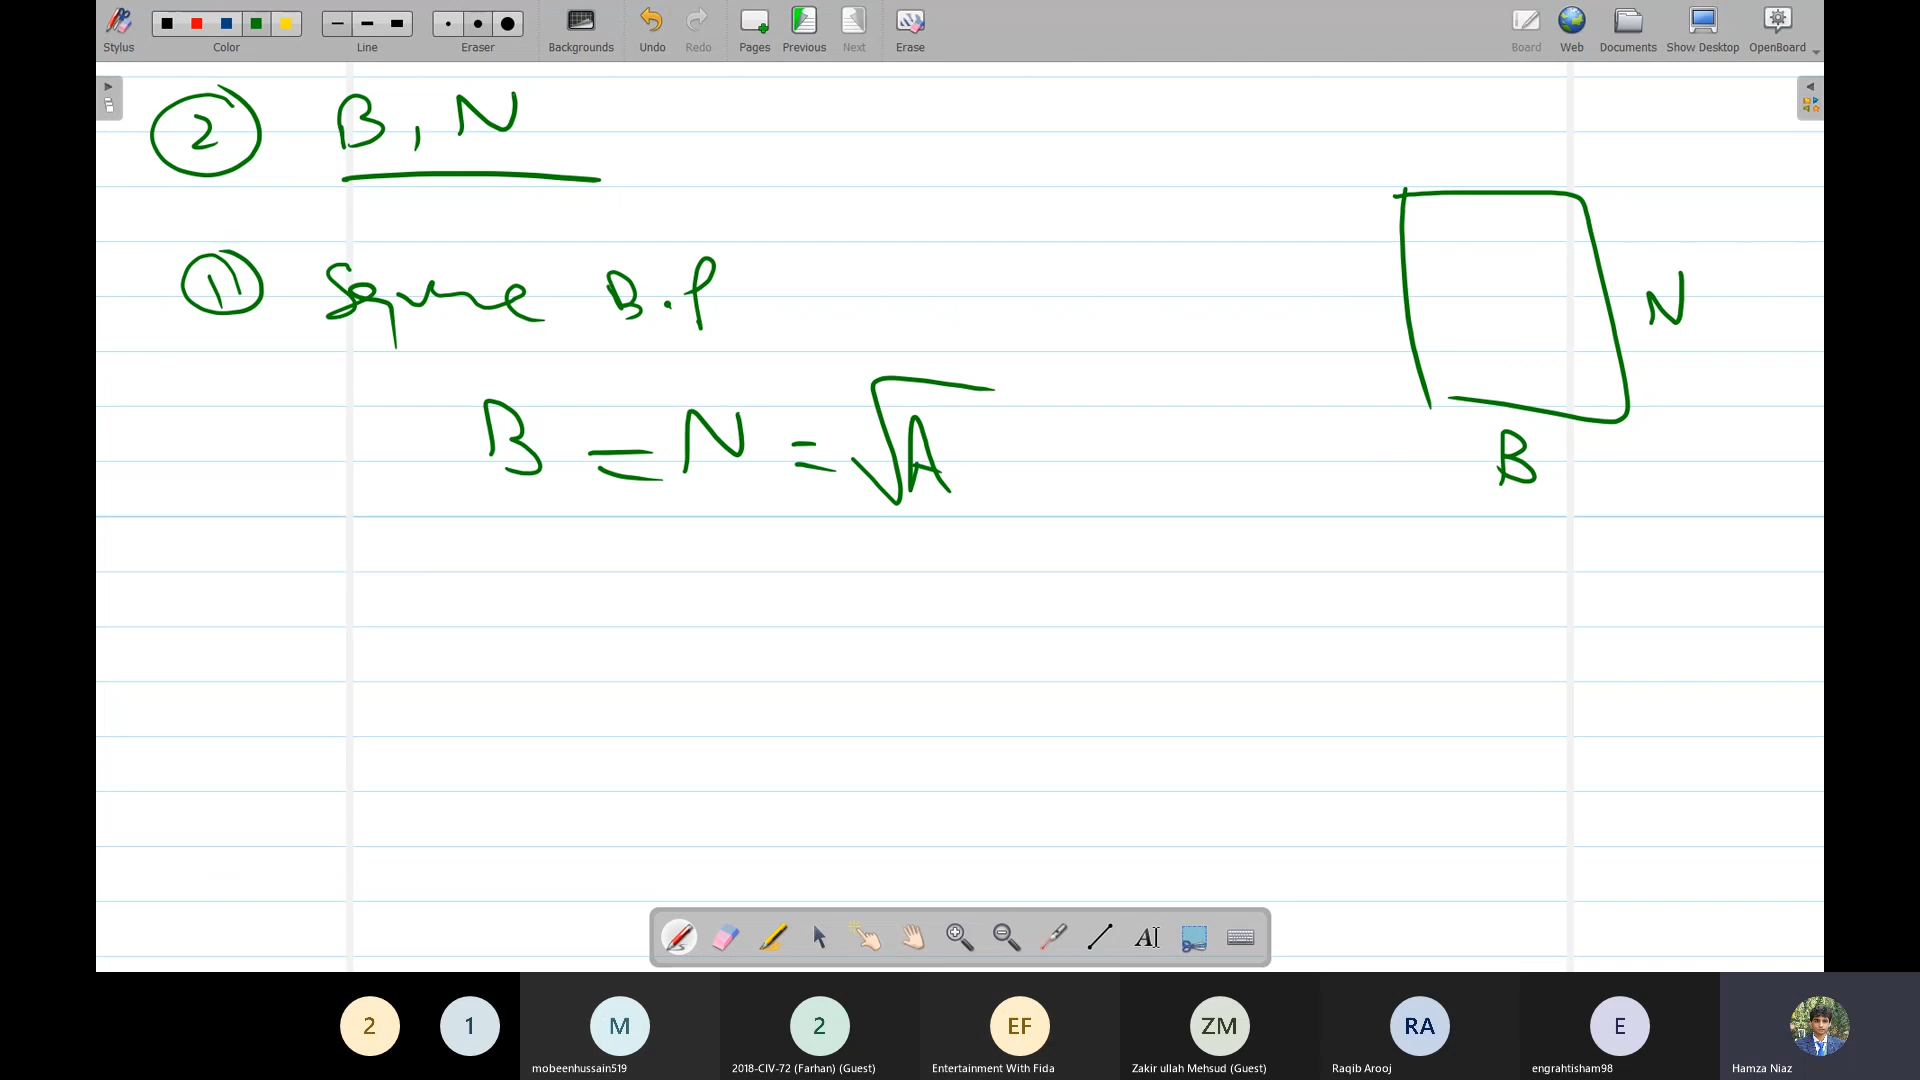 Stylus
Color
Line
Eraser
Backgrounds
Undo
Redo
Pages
Previous
Next
Erase
Board
Web
Documents
Show Desktop
OpenBoard
2 B, N
1 Square B.P
B = N = √A
N
B
2
1
M
2
EF
ZM
RA
E
mobeenhussain519
2018-CIV-72 (Farhan) (Guest)
Entertainment With Fida
Zakir ullah Mehsud (Guest)
Raqib Arooj
engrahtisham98
Hamza Niaz